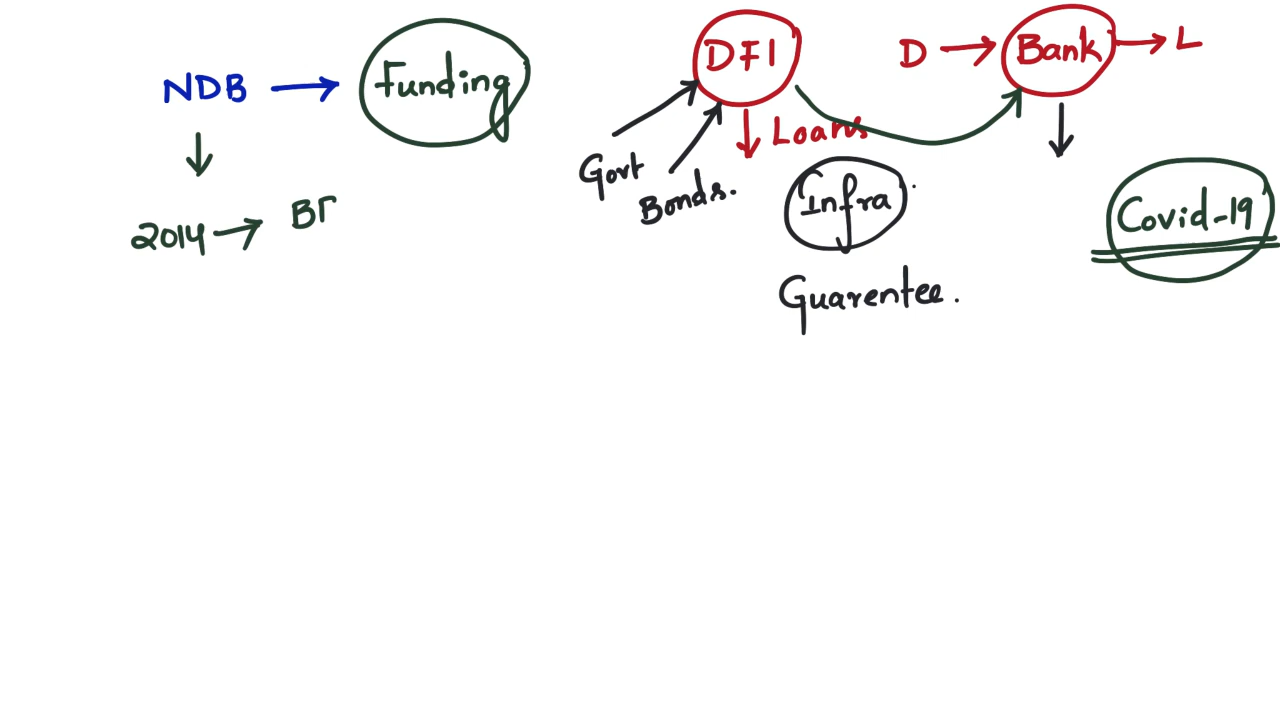 NDB → Funding
2014 → BΓ
DFI
Govt
Bonds.
Loans
Infra
Guarentee.
D → Bank → L
Covid-19